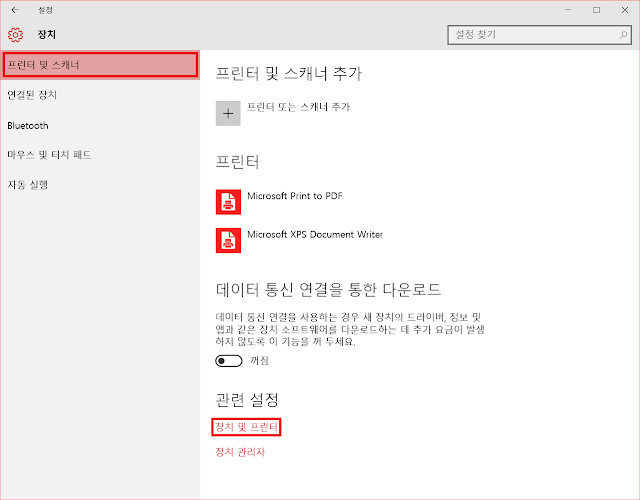 설정
장치
설정 찾기
프린터 및 스캐너
연결된 장치
Bluetooth
마우스 및 터치 패드
자동 실행
프린터 및 스캐너 추가
프린터 또는 스캐너 추가
프린터
Microsoft Print to PDF
Microsoft XPS Document Writer
데이터 통신 연결을 통한 다운로드
데이터 통신 연결을 사용하는 경우 새 장치의 드라이버, 정보 및
앱과 같은 장치 소프트웨어를 다운로드하는 데 추가 요금이 발생
하지 않도록 이 기능을 꺼 두세요.
꺼짐
관련 설정
장치 및 프린터
장치 관리자